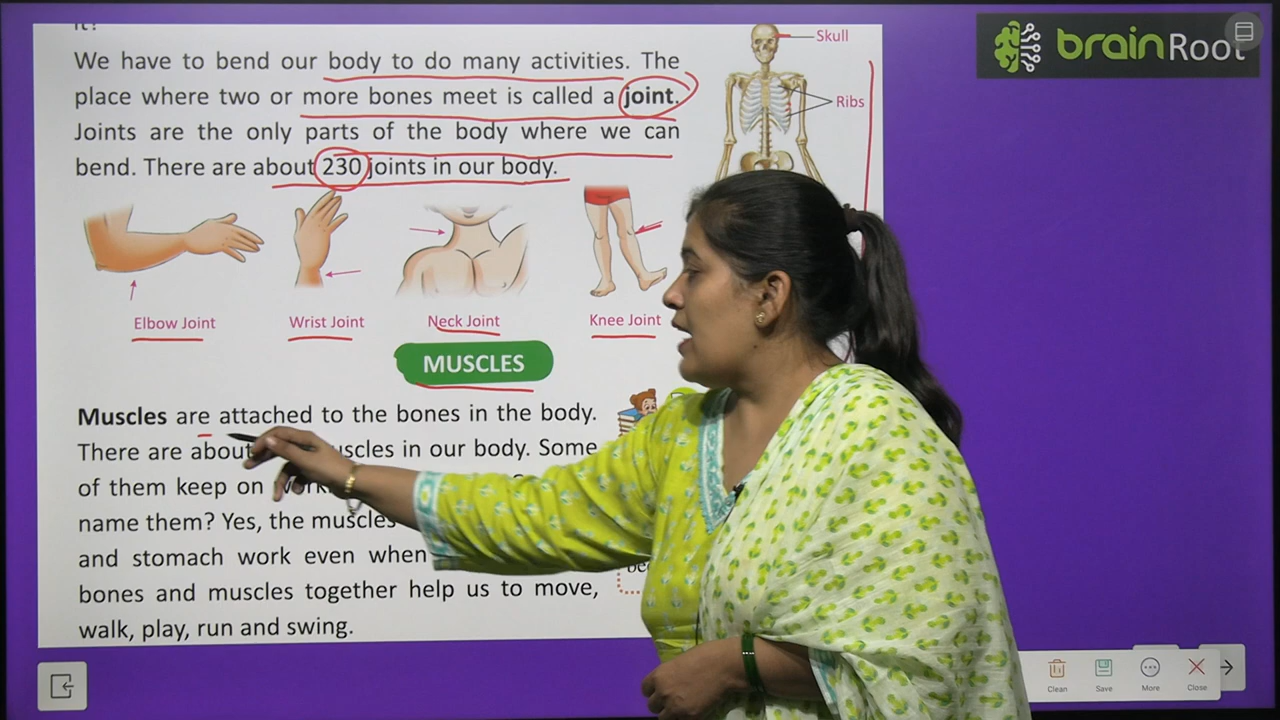 it?
We have to bend our body to do many activities. The
place where two or more bones meet is called a joint.
Joints are the only parts of the body where we can
bend. There are about 230 joints in our body.
Skull
Ribs
Elbow Joint
Wrist Joint
Neck Joint
Knee Joint
MUSCLES
Muscles are attached to the bones in the body.
There are about muscles in our body. Some
of them keep on
name them? Yes, the muscles
and stomach work even when
bones and muscles together help us to move,
walk, play, run and swing.
brainRoot
Clean
Save
More
Close